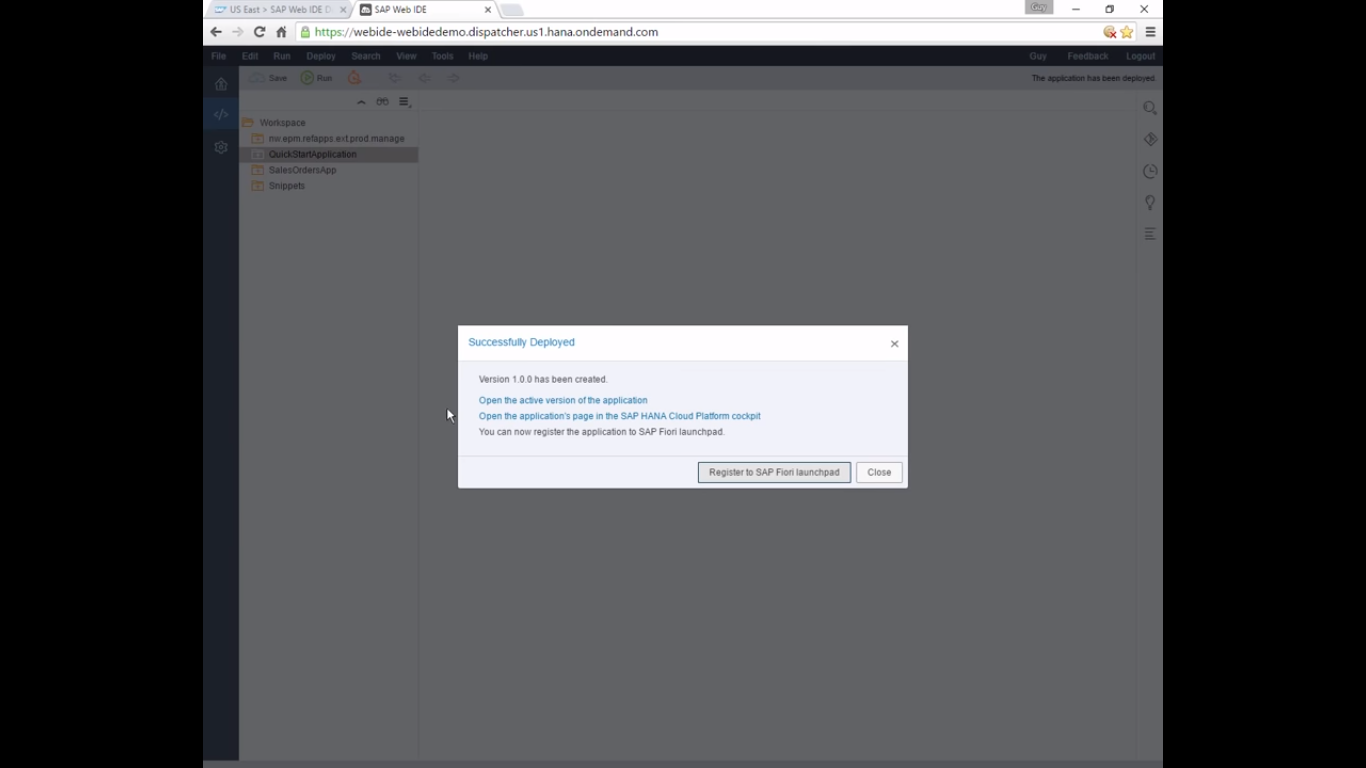 US East > SAP Web IDE D
SAP Web IDE
Guy
https://webide-webidedemo.dispatcher.us1.hana.ondemand.com
File Edit Run Deploy Search View Tools Help Guy Feedback Logout
Save Run The application has been deployed.
Workspace
nw.epm.refapps.ext.prod.manage
QuickStartApplication
SalesOrdersApp
Snippets
Successfully Deployed
Version 1.0.0 has been created.
Open the active version of the application
Open the application's page in the SAP HANA Cloud Platform cockpit
You can now register the application to SAP Fiori launchpad.
Register to SAP Fiori launchpad Close